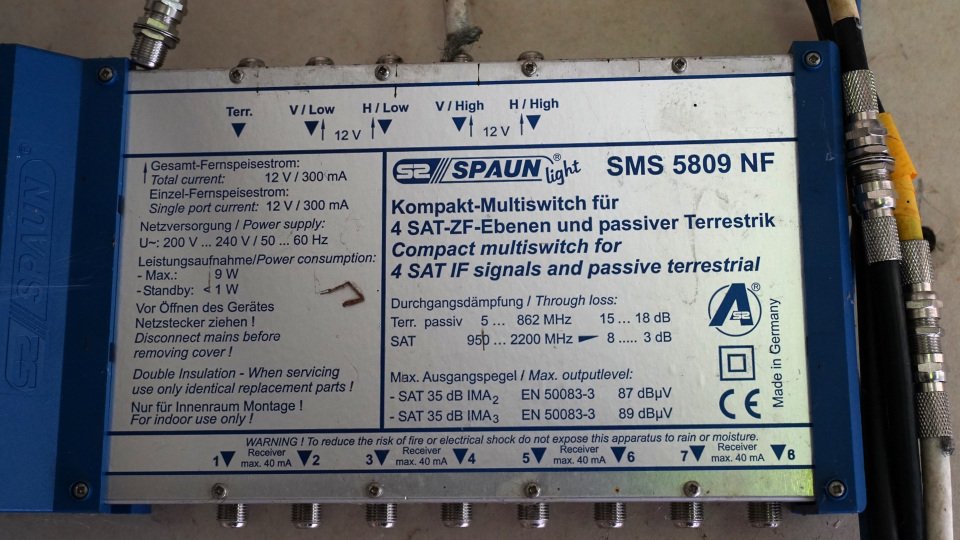 Terr. V / Low H / Low V / High H / High
12 V 12 V
Gesamt-Fernspeisestrom:
Total current: 12 V / 300 mA
Einzel-Fernspeisestrom:
Single port current: 12 V / 300 mA
Netzversorgung / Power supply:
U~: 200 V ... 240 V / 50 ... 60 Hz
Leistungsaufnahme/Power consumption:
- Max.: 9 W
- Standby: < 1 W
Vor Öffnen des Gerätes
Netzstecker ziehen !
Disconnect mains before
removing cover !
Double Insulation - When servicing
use only identical replacement parts !
Nur für Innenraum Montage !
For indoor use only !
SPAUN® light SMS 5809 NF
Kompakt-Multiswitch für
4 SAT-ZF-Ebenen und passiver Terrestrik
Compact multiswitch for
4 SAT IF signals and passive terrestrial
Durchgangsdämpfung / Through loss:
Terr. passiv 5 ... 862 MHz 15 ... 18 dB
SAT 950 ... 2200 MHz 8 ..... 3 dB
Max. Ausgangspegel / Max. outputlevel:
- SAT 35 dB IMA2 EN 50083-3 87 dBµV
- SAT 35 dB IMA3 EN 50083-3 89 dBµV
A®
CE
Made in Germany
WARNING ! To reduce the risk of fire or electrical shock do not expose this apparatus to rain or moisture.
1 Receiver 2 3 Receiver 4 5 Receiver 6 7 Receiver 8
max. 40 mA max. 40 mA max. 40 mA max. 40 mA
SPAUN